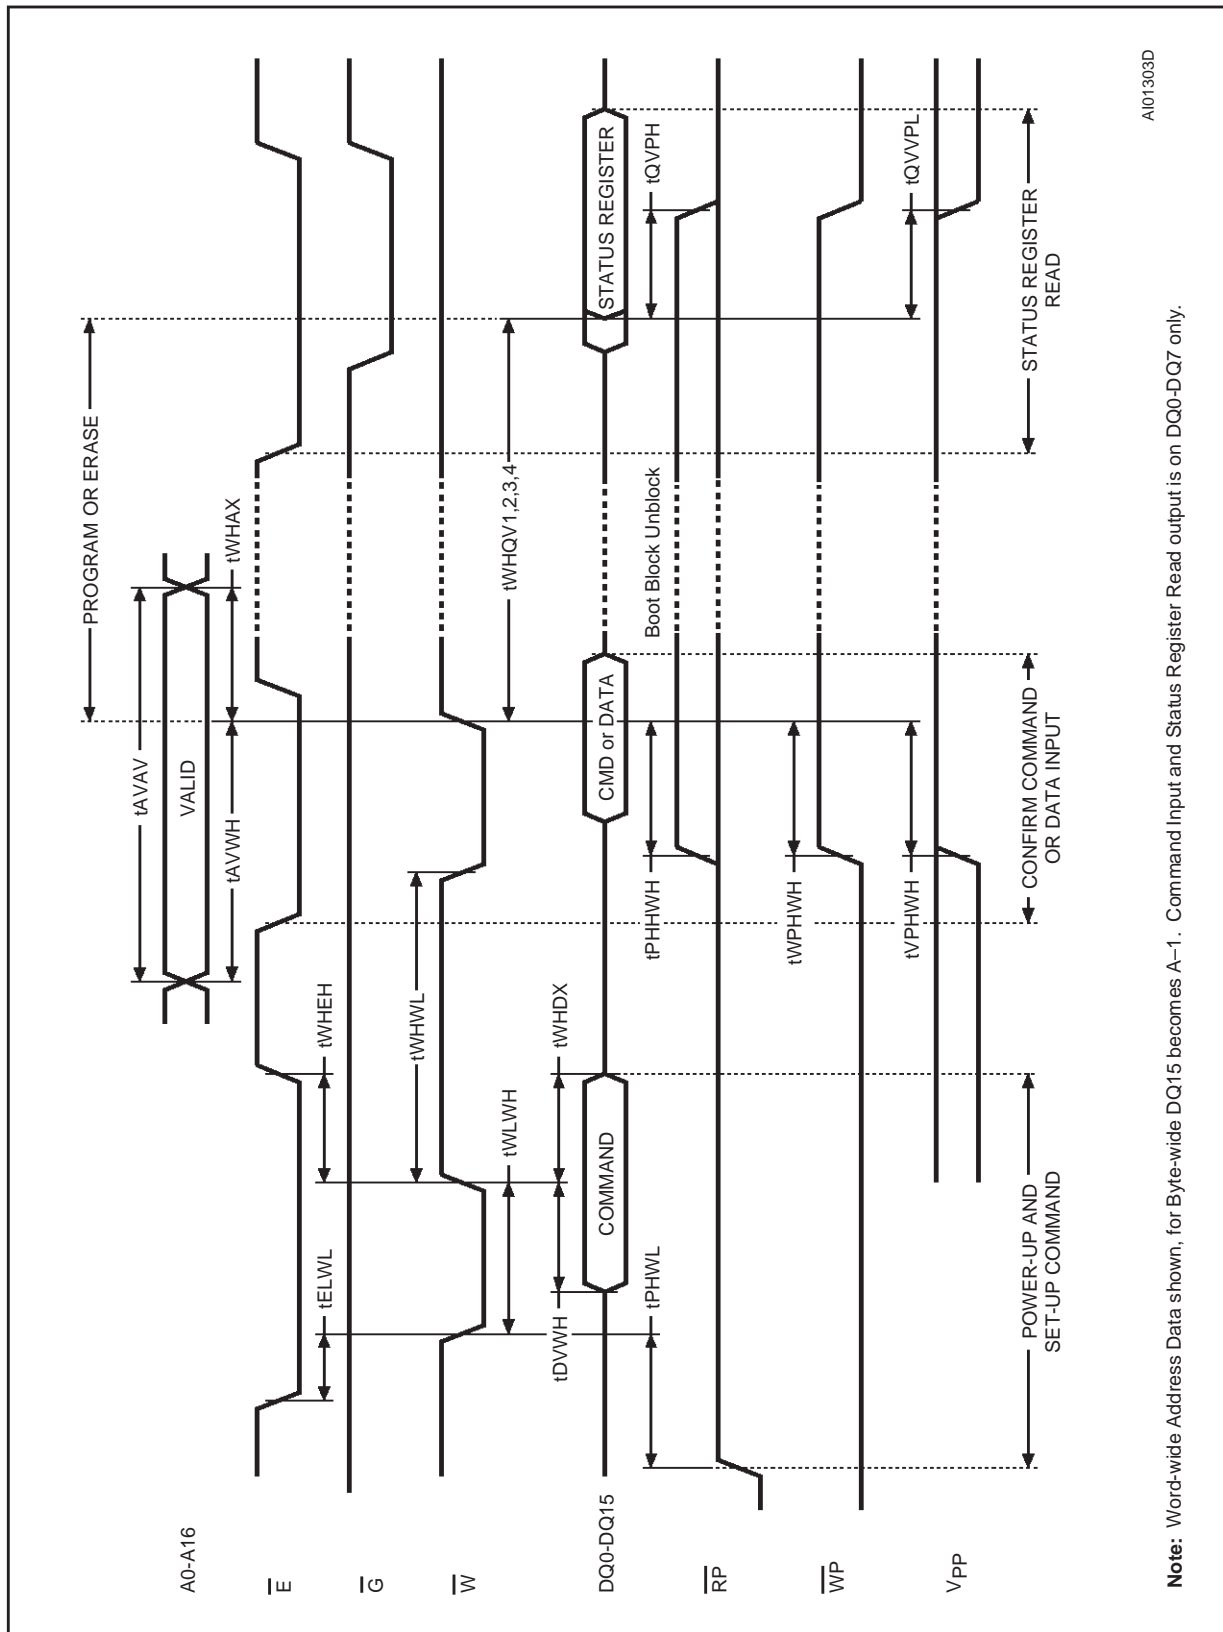 PROGRAM OR ERASE
tAVAV
A0-A16
VALID
tAVWH
tWHAX
E
tELWL
tWHEH
G
tWHWL
W
tWLWH
tWHQV1,2,3,4
tDVWH
tWHDX
DQ0-DQ15
COMMAND
CMD or DATA
STATUS REGISTER
tPHWL
tPHHWH
Boot Block Unblock
tQVPH
RP
tWPHWH
WP
tVPHWH
tQVVPL
VPP
POWER-UP AND
SET-UP COMMAND
CONFIRM COMMAND
OR DATA INPUT
STATUS REGISTER
READ
AI01303D
Note: Word-wide Address Data shown, for Byte-wide DQ15 becomes A–1. Command Input and Status Register Read output is on DQ0-DQ7 only.